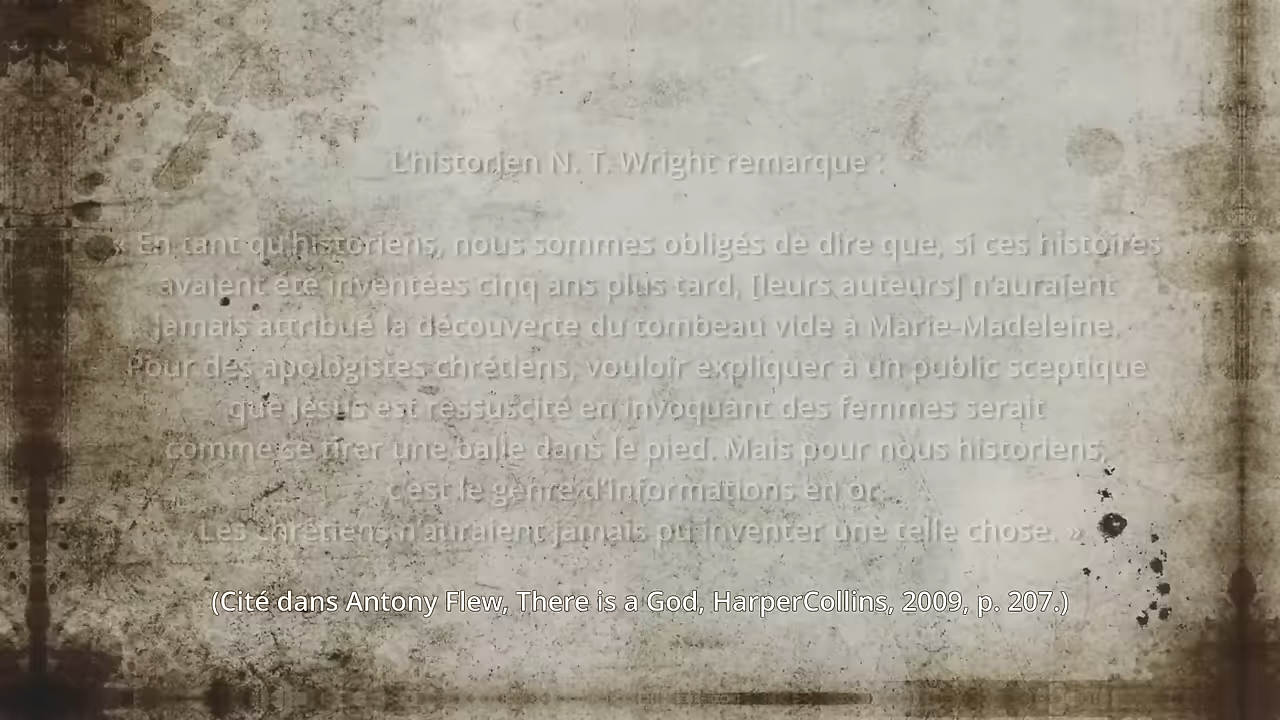 L'historien N. T. Wright remarque :
« En tant qu'historiens, nous sommes obligés de dire que, si ces histoires
avaient été inventées cinq ans plus tard, [leurs auteurs] n'auraient
jamais attribué la découverte du tombeau vide à Marie-Madeleine.
Pour des apologistes chrétiens, vouloir expliquer à un public sceptique
que Jésus est ressuscité en invoquant des femmes serait
comme se tirer une balle dans le pied. Mais pour nous historiens,
c'est le genre d'informations en or.
Les chrétiens n'auraient jamais pu inventer une telle chose. »
(Cité dans Antony Flew, There is a God, HarperCollins, 2009, p. 207.)